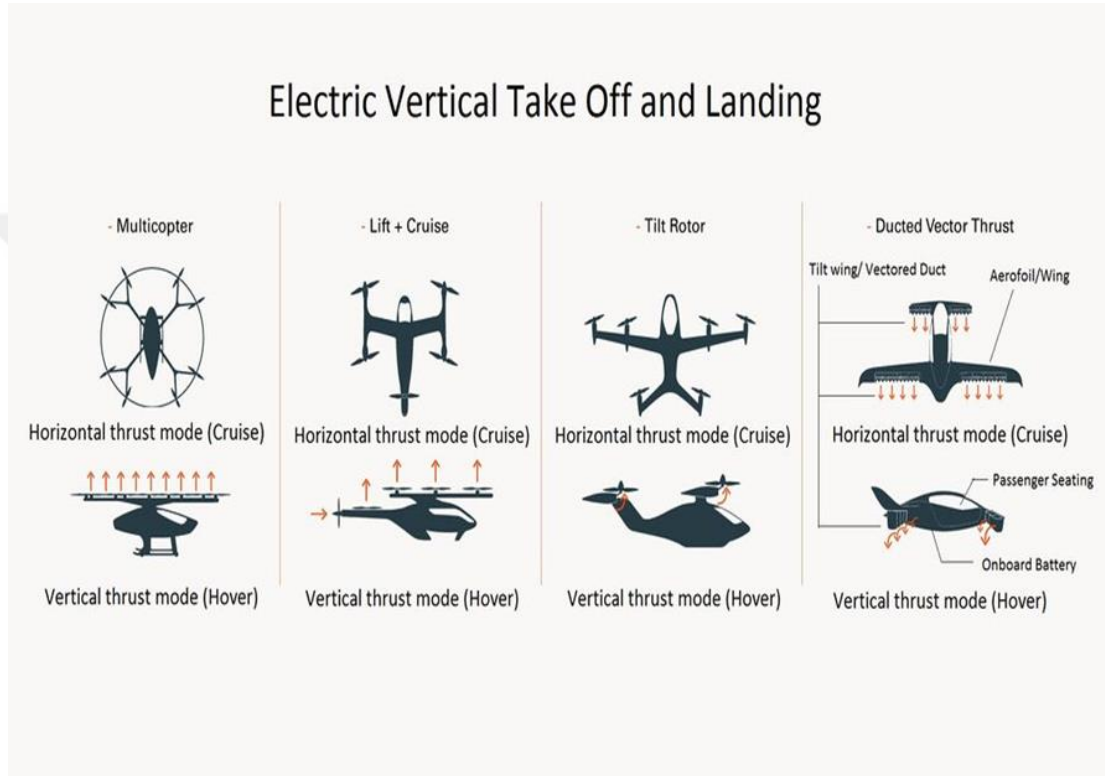 Electric Vertical Take Off and Landing
- Multicopter
Horizontal thrust mode (Cruise)
Vertical thrust mode (Hover)
- Lift + Cruise
Horizontal thrust mode (Cruise)
Vertical thrust mode (Hover)
- Tilt Rotor
Horizontal thrust mode (Cruise)
Vertical thrust mode (Hover)
- Ducted Vector Thrust
Tilt wing/ Vectored Duct
Aerofoil/Wing
Horizontal thrust mode (Cruise)
Passenger Seating
Onboard Battery
Vertical thrust mode (Hover)